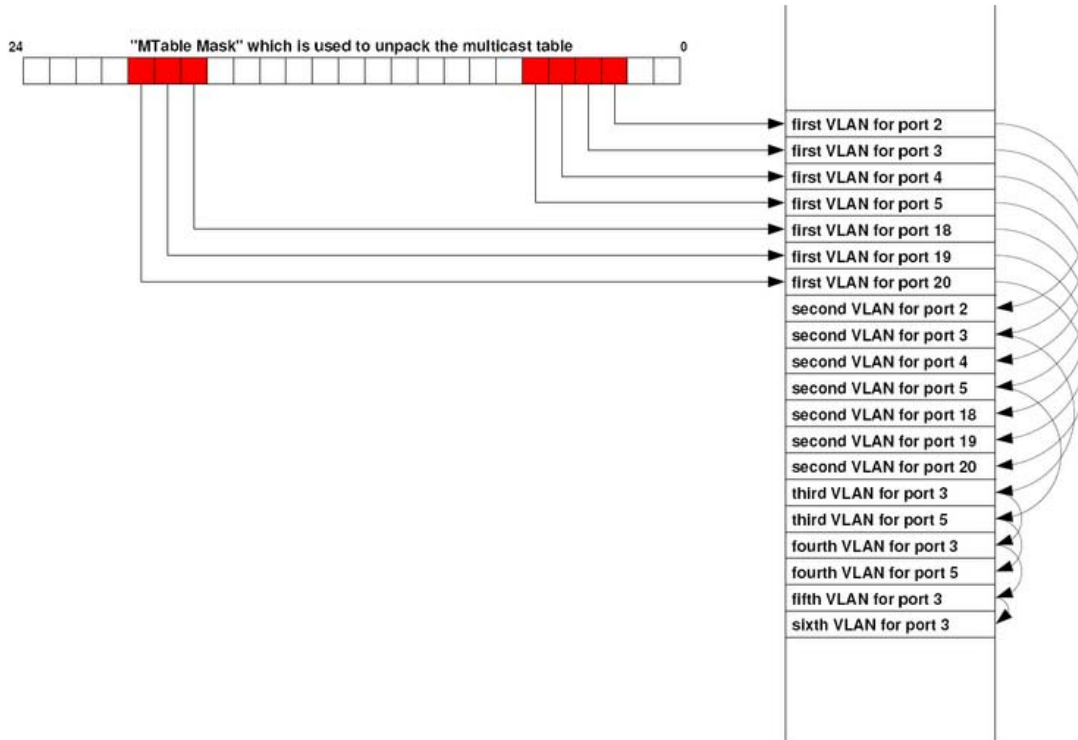 24 "MTable Mask" which is used to unpack the multicast table 0
first VLAN for port 2
first VLAN for port 3
first VLAN for port 4
first VLAN for port 5
first VLAN for port 18
first VLAN for port 19
first VLAN for port 20
second VLAN for port 2
second VLAN for port 3
second VLAN for port 4
second VLAN for port 5
second VLAN for port 18
second VLAN for port 19
second VLAN for port 20
third VLAN for port 3
third VLAN for port 5
fourth VLAN for port 3
fourth VLAN for port 5
fifth VLAN for port 3
sixth VLAN for port 3